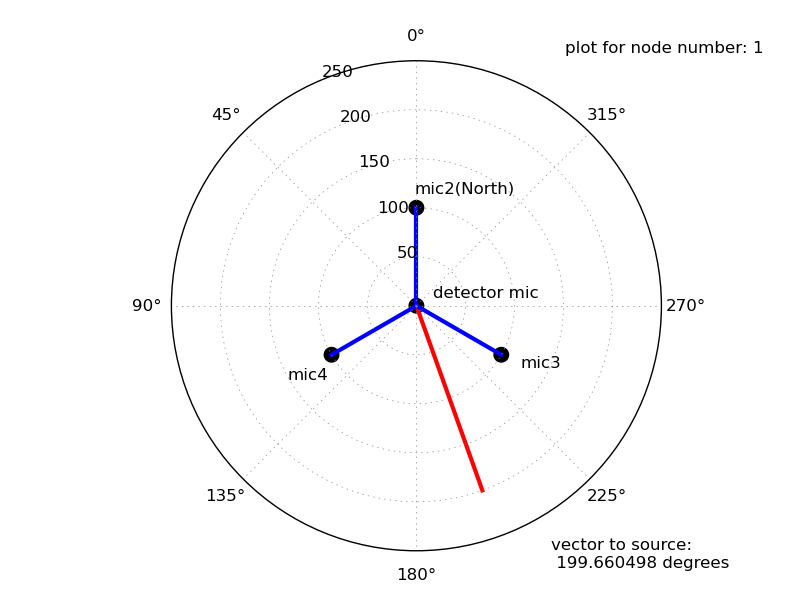 0°
plot for node number: 1
250
45°
315°
200
150
mic2(North)
100
50
detector mic
90°
270°
mic4
mic3
135°
225°
vector to source:
199.660498 degrees
180°